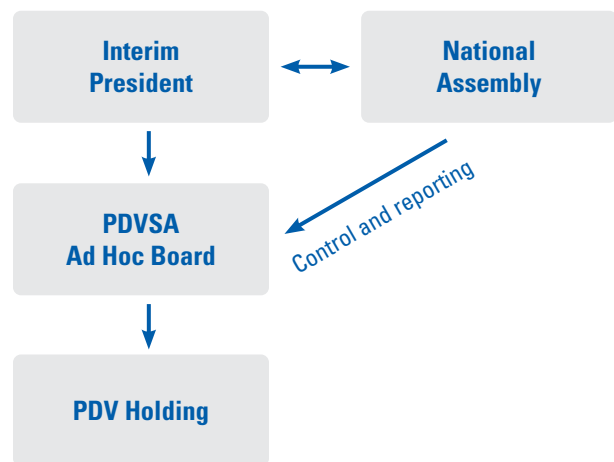 Interim
President
National
Assembly
PDVSA
Ad Hoc Board
Control and reporting
PDV Holding